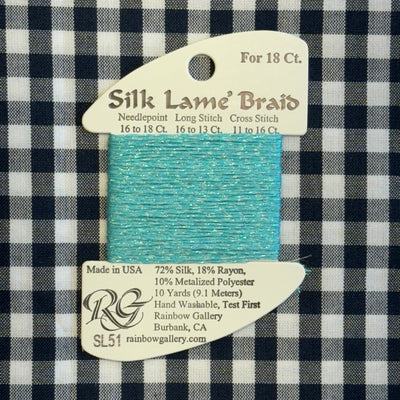 For 18 Ct.
Silk Lame' Braid
Needlepoint Long Stitch Cross Stitch
16 to 18 Ct. 16 to 13 Ct. 11 to 16 Ct.
Made in USA
72% Silk, 18% Rayon,
10% Metalized Polyester
10 Yards (9.1 Meters)
Hand Washable, Test First
Rainbow Gallery
Burbank, CA
RG
SL51 rainbowgallery.com